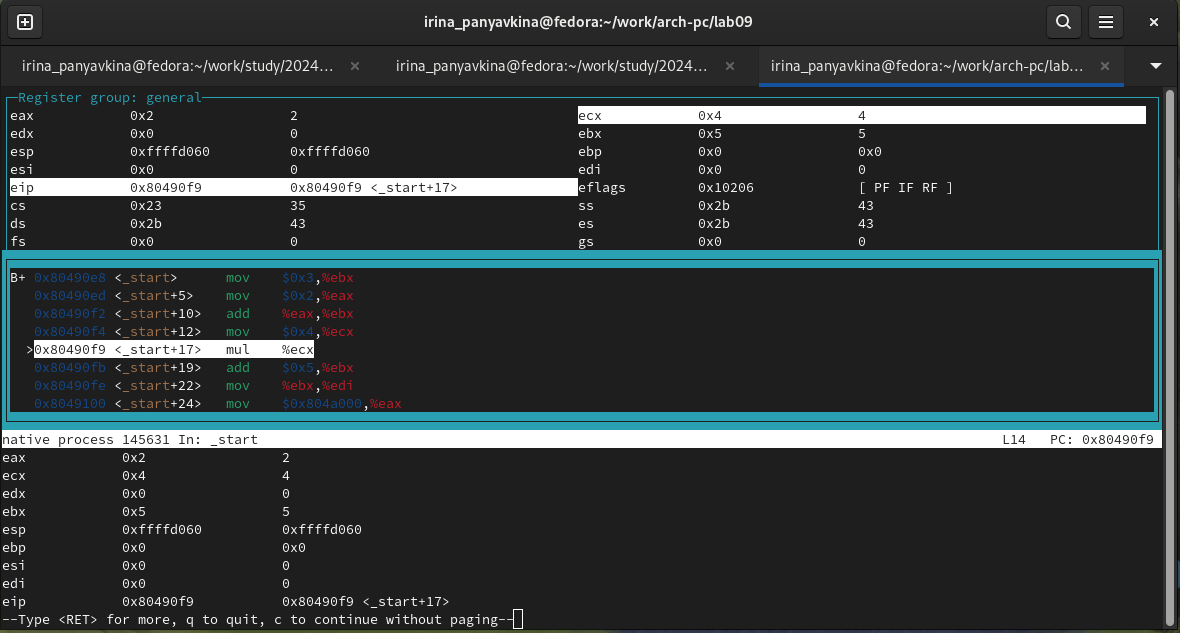 irina_panyavkina@fedora:~/work/arch-pc/lab09
irina_panyavkina@fedora:~/work/study/2024... × irina_panyavkina@fedora:~/work/study/2024... × irina_panyavkina@fedora:~/work/arch-pc/lab... ×
Register group: general
eax 0x2 2 ecx 0x4 4
edx 0x0 0 ebx 0x5 5
esp 0xffffd060 0xffffd060 ebp 0x0 0x0
esi 0x0 0 edi 0x0 0
eip 0x80490f9 0x80490f9 <_start+17> eflags 0x10206 [ PF IF RF ]
cs 0x23 35 ss 0x2b 43
ds 0x2b 43 es 0x2b 43
fs 0x0 0 gs 0x0 0
B+ 0x80490e8 <_start> mov $0x3,%ebx
0x80490ed <_start+5> mov $0x2,%eax
0x80490f2 <_start+10> add %eax,%ebx
0x80490f4 <_start+12> mov $0x4,%ecx
>0x80490f9 <_start+17> mul %ecx
0x80490fb <_start+19> add $0x5,%ebx
0x80490fe <_start+22> mov %ebx,%edi
0x8049100 <_start+24> mov $0x804a000,%eax
native process 145631 In: _start L14 PC: 0x80490f9
eax 0x2 2
ecx 0x4 4
edx 0x0 0
ebx 0x5 5
esp 0xffffd060 0xffffd060
ebp 0x0 0x0
esi 0x0 0
edi 0x0 0
eip 0x80490f9 0x80490f9 <_start+17>
--Type <RET> for more, q to quit, c to continue without paging--